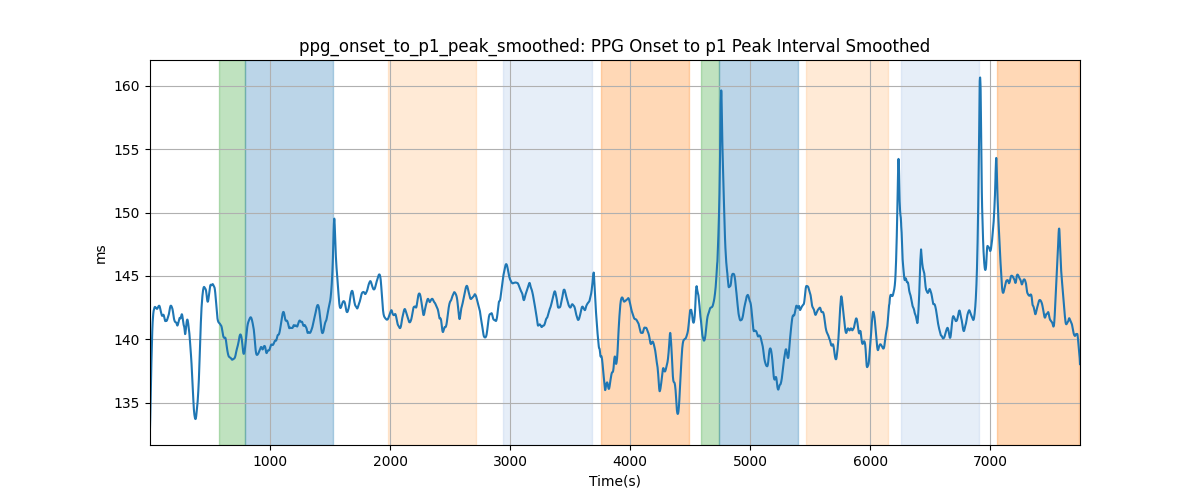 ppg_onset_to_p1_peak_smoothed: PPG Onset to p1 Peak Interval Smoothed
160
155
150
145
140
135
ms
1000 2000 3000 4000 5000 6000 7000
Time(s)